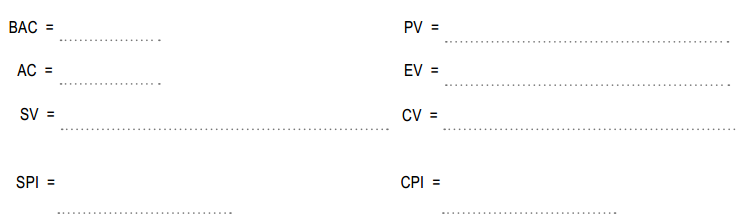 BAC =
PV =
AC =
EV =
SV =
CV =
SPI =
CPI =